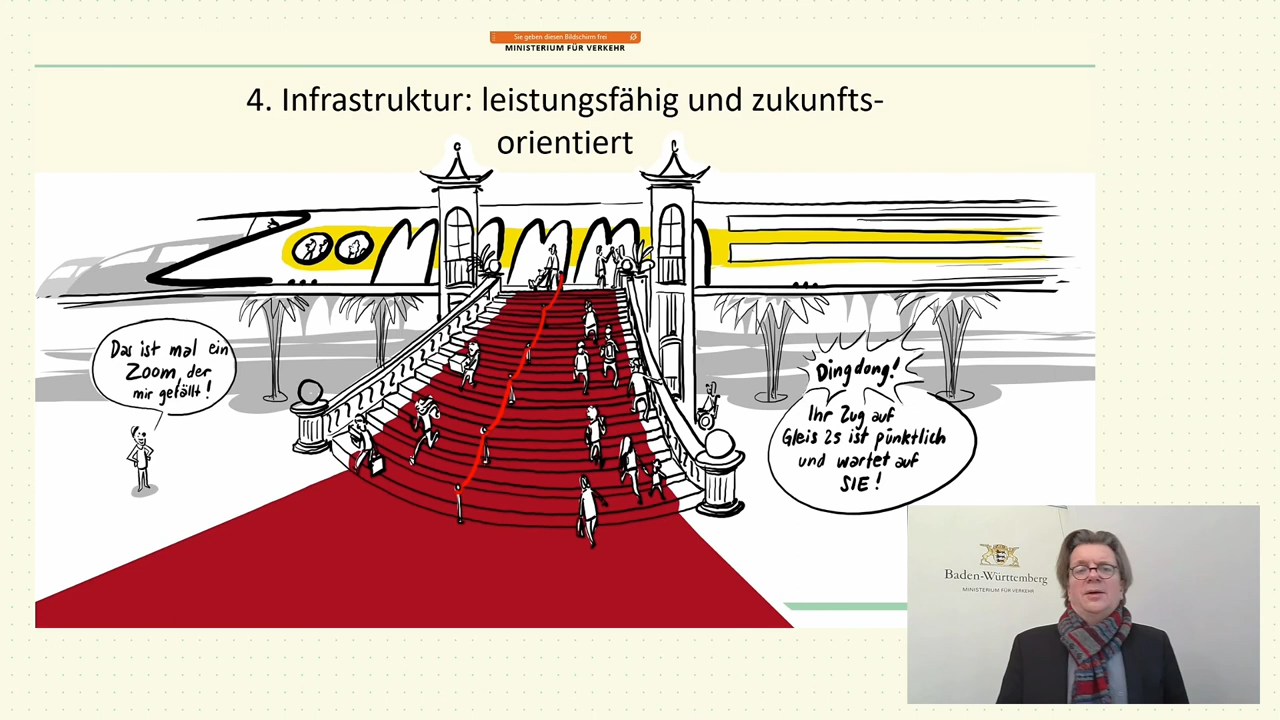 Sie geben diesen Bildschirm frei
MINISTERIUM FÜR VERKEHR
4. Infrastruktur: leistungsfähig und zukunfts-
orientiert
ZOOMMMM
Das ist mal ein
Zoom, der
mir gefällt!
Dingdong!
Ihr Zug auf
Gleis 2s ist pünktlich
und wartet auf
SIE!
Baden-Württemberg
MINISTERIUM FÜR VERKEHR